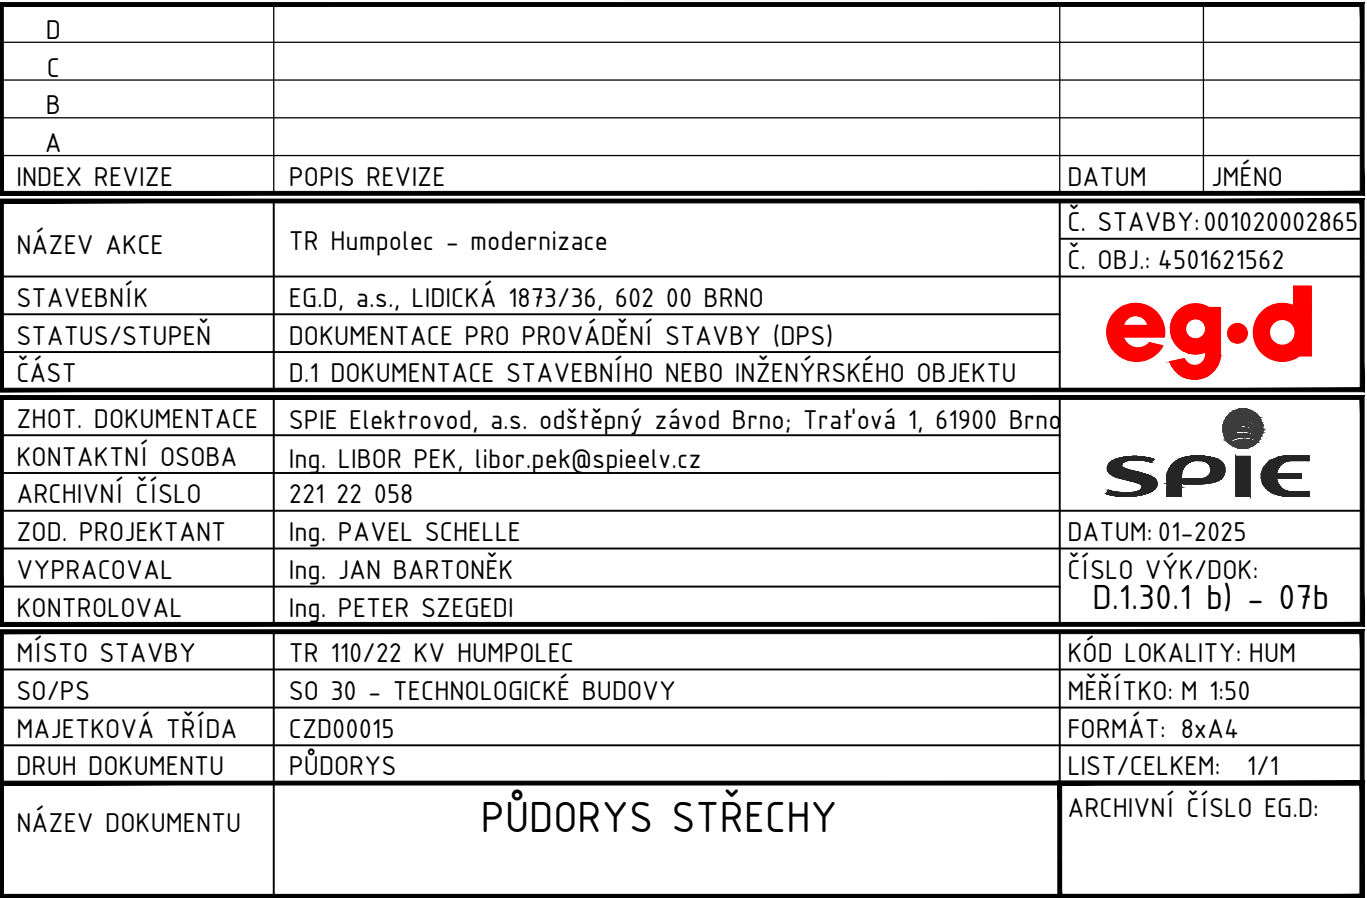 D
C
B
A
INDEX REVIZE POPIS REVIZE DATUM JMÉNO
NÁZEV AKCE TR Humpolec - modernizace Č. STAVBY: 001020002865
Č. OBJ.: 4501621562
STAVEBNÍK EG.D, a.s., LIDICKÁ 1873/36, 602 00 BRNO
STATUS/STUPEŇ DOKUMENTACE PRO PROVÁDĚNÍ STAVBY (DPS)
eg·d
ČÁST D.1 DOKUMENTACE STAVEBNÍHO NEBO INŽENÝRSKÉHO OBJEKTU
ZHOT. DOKUMENTACE SPIE Elektrovod, a.s. odštěpný závod Brno; Traťová 1, 61900 Brno
KONTAKTNÍ OSOBA Ing. LIBOR PEK, libor.pek@spieelv.cz
SPIE
ARCHIVNÍ ČÍSLO 221 22 058
ZOD. PROJEKTANT Ing. PAVEL SCHELLE DATUM: 01-2025
VYPRACOVAL Ing. JAN BARTONĚK ČÍSLO VÝK/DOK:
KONTROLOVAL Ing. PETER SZEGEDI D.1.30.1 b) - 07b
MÍSTO STAVBY TR 110/22 KV HUMPOLEC KÓD LOKALITY: HUM
SO/PS SO 30 - TECHNOLOGICKÉ BUDOVY MĚŘÍTKO: M 1:50
MAJETKOVÁ TŘÍDA CZD00015 FORMÁT: 8xA4
DRUH DOKUMENTU PŮDORYS LIST/CELKEM: 1/1
NÁZEV DOKUMENTU PŮDORYS STŘECHY ARCHIVNÍ ČÍSLO EG.D: